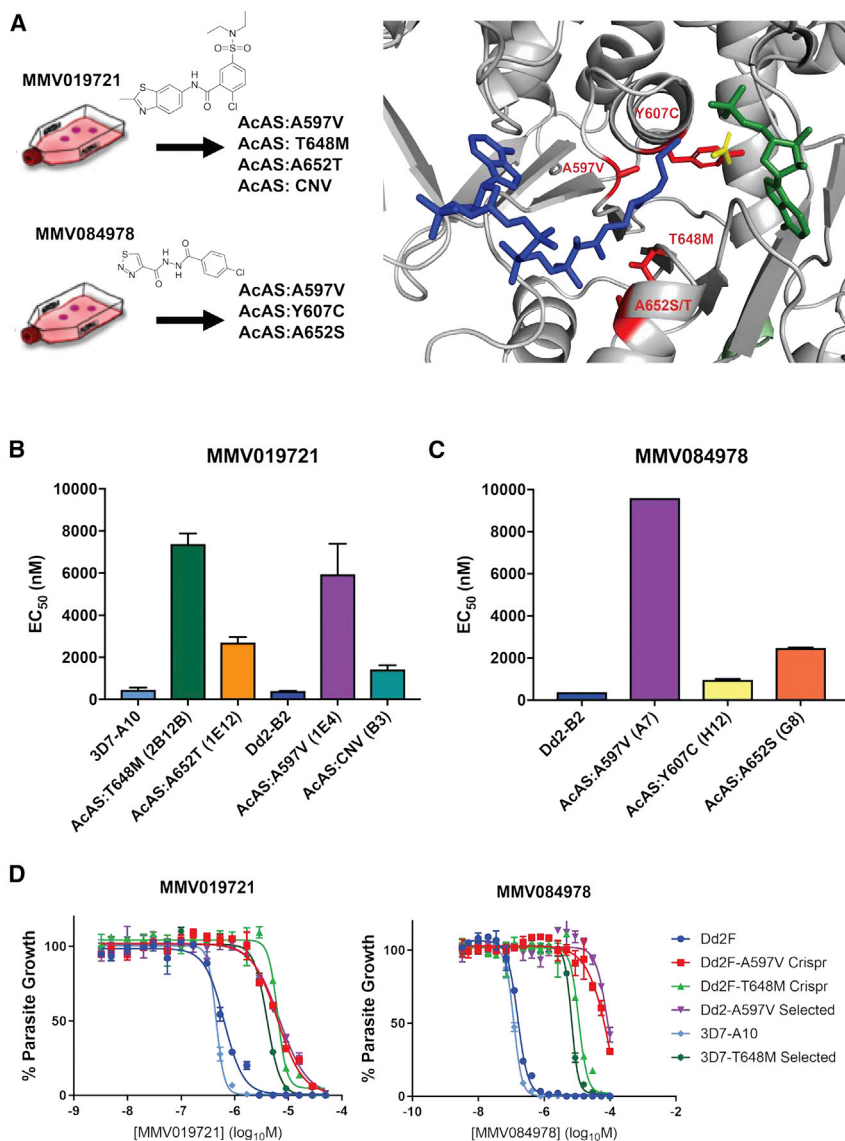 A
MMV019721
N
O=S=O
S
N
H
N
O
Cl
AcAS:A597V
AcAS: T648M
AcAS:A652T
AcAS: CNV
MMV084978
S
N
N
O
H
N
N
H
O
Cl
AcAS:A597V
AcAS:Y607C
AcAS:A652S
Y607C
A597V
T648M
A652S/T
B
MMV019721
EC50 (nM)
10000
8000
6000
4000
2000
0
3D7-A10
AcAS:T648M (2B12B)
AcAS:A652T (1E12)
Dd2-B2
AcAS:A597V (1E4)
AcAS:CNV (B3)
C
MMV084978
EC50 (nM)
10000
8000
6000
4000
2000
0
Dd2-B2
AcAS:A597V (A7)
AcAS:Y607C (H12)
AcAS:A652S (G8)
D
MMV019721
% Parasite Growth
100
50
0
-9 -8 -7 -6 -5 -4
[MMV019721] (log10M)
MMV084978
% Parasite Growth
100
50
0
-10 -8 -6 -4 -2
[MMV084978] (log10M)
Dd2F
Dd2F-A597V Crispr
Dd2F-T648M Crispr
Dd2-A597V Selected
3D7-A10
3D7-T648M Selected